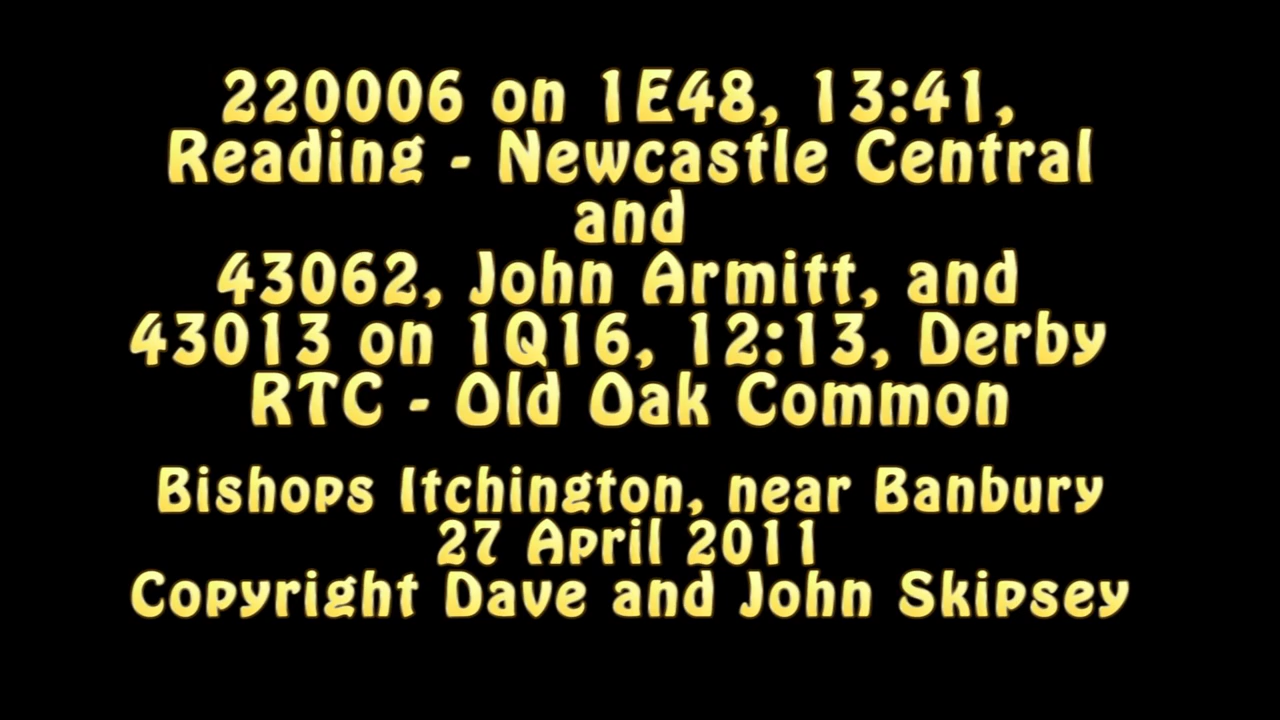 220006 on 1E48, 13:41,
Reading - Newcastle Central
and
43062, John Armitt, and
43013 on 1Q16, 12:13, Derby
RTC - Old Oak Common
Bishops Itchington, near Banbury
27 April 2011
Copyright Dave and John Skipsey